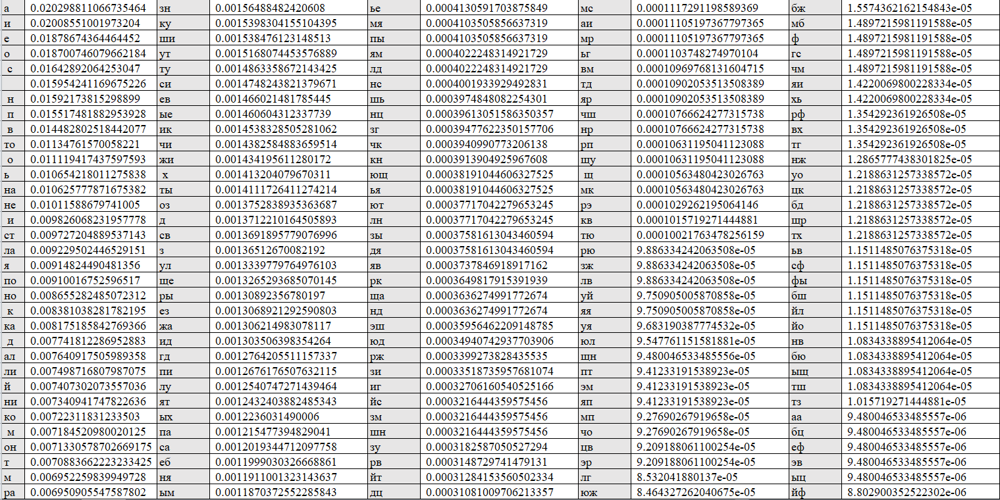 а 0.020298811066735464 зн 0.00156488482420608 ье 0.0004130591703875849 мс 0.0001117291198589369 бж 1.5574362162154843e-05
и 0.02008551001973204 ку 0.0015398304155104395 мя 0.0004103505856637319 аи 0.00011105197367797365 мб 1.4897215981191588e-05
е 0.01878674364464452 ши 0.001538476123148513 пы 0.0004103505856637319 мр 0.00011105197367797365 ф 1.4897215981191588e-05
о 0.018700746079662184 ут 0.0015168074453576889 ям 0.0004022248314921729 ьг 0.0001103748274970104 гс 1.4897215981191588e-05
с 0.01642892064253047 ту 0.0014863358672143425 лд 0.0004022248314921729 вм 0.00010969768131604715 чм 1.4897215981191588e-05
0.015954241169675226 си 0.0014748243821379671 нс 0.0004001933929492831 тд 0.00010902053513508389 яи 1.4220069800228334e-05
н 0.01592173815298899 ев 0.001466021481785445 шь 0.0003974848082254301 яр 0.00010902053513508389 хь 1.4220069800228334e-05
п 0.015517481882953928 ые 0.001460604312337739 нц 0.00039613051586350357 чш 0.00010766624277315738 рф 1.354292361926508e-05
в 0.014482802518442077 ик 0.0014538328505281062 зг 0.00039477622350157706 нр 0.00010766624277315738 вх 1.354292361926508e-05
то 0.01134761570058221 чи 0.0014382584883659514 чк 0.0003940990773206138 рп 0.00010631195041123088 тг 1.354292361926508e-05
о 0.011119417437597593 жи 0.001434195611280172 кн 0.0003913904925967608 щу 0.00010631195041123088 нж 1.2865777438301825e-05
ь 0.010654218011275838 х 0.001413204079670311 ющ 0.00038191044606327525 щ 0.00010563480423026763 уо 1.2188631257338572e-05
на 0.010625777871675382 ты 0.0014111726411274214 ья 0.00038191044606327525 мк 0.00010563480423026763 цк 1.2188631257338572e-05
не 0.01011588679741005 оз 0.0013752838935363687 ют 0.00037717042279653245 рэ 0.0001029262195064146 бд 1.2188631257338572e-05
и 0.009826068231957778 д 0.0013712210164505893 лн 0.00037717042279653245 кв 0.0001015719271444881 щр 1.2188631257338572e-05
ст 0.009727204889537143 св 0.0013691895779076996 зы 0.00037581613043460594 тю 0.00010021763478256159 тх 1.2188631257338572e-05
ла 0.009229502446529151 з 0.00136512670082192 дя 0.00037581613043460594 рю 9.886334242063508e-05 ьв 1.1511485076375318e-05
я 0.00914824490481356 ул 0.0013339779764976103 яв 0.0003737846918917162 зж 9.886334242063508e-05 сф 1.1511485076375318e-05
по 0.00910016752596517 ще 0.0013265293685070145 рк 0.0003649817915391939 лв 9.886334242063508e-05 фы 1.1511485076375318e-05
но 0.008655282485072312 ры 0.00130892356780197 ща 0.0003636274991772674 уй 9.750905005870858e-05 бш 1.1511485076375318e-05
к 0.008381038281782195 ез 0.0013068921292590803 нд 0.0003636274991772674 яя 9.750905005870858e-05 йл 1.1511485076375318e-05
ка 0.008175185842769366 жа 0.001306214983078117 эш 0.00035956462209148785 уя 9.683190387774532e-05 йо 1.1511485076375318e-05
д 0.007741812286952883 ид 0.001303506398354264 юд 0.00034940742937703906 юл 9.547761151581881e-05 нв 1.0834338895412064e-05
ал 0.007640917505989358 гд 0.0012764205511157337 рж 0.0003399273828435535 щн 9.480046533485556e-05 бю 1.0834338895412064e-05
ли 0.007498716807987075 пи 0.0012676176507632115 зи 0.00033518735957681074 пт 9.41233191538923e-05 ыщ 1.0834338895412064e-05
й 0.007407302073557036 лу 0.0012540747271439464 иг 0.00032706160540525166 эм 9.41233191538923e-05 тш 1.0834338895412064e-05
ни 0.007340941747822636 ят 0.0012432403882485343 йс 0.0003216444359575456 яп 9.41233191538923e-05 тз 1.015719271444881e-05
ко 0.00722311831233503 ых 0.0012236031490006 зм 0.0003216444359575456 мп 9.27690267919658e-05 аа 9.480046533485557e-06
м 0.007184520980020125 па 0.001215477394829041 шн 0.0003216444359575456 чо 9.27690267919658e-05 бц 9.480046533485557e-06
он 0.0071330578702669175 са 0.0012019344712097758 зу 0.0003182587050527294 цв 9.209188061100254e-05 еф 9.480046533485557e-06
т 0.0070883662223233425 еб 0.0011999030326668861 рв 0.0003148729741479131 эр 9.209188061100254e-05 эв 9.480046533485557e-06
м 0.006952259839949728 ня 0.0011911001323143637 йт 0.00031284153560502334 лг 8.532041880137e-05 ыц 9.480046533485557e-06
ра 0.006950905547587802 ым 0.0011870372552285843 дц 0.00031081009706213357 юж 8.464327262040675e-05 йф 8.802900352522302e-06